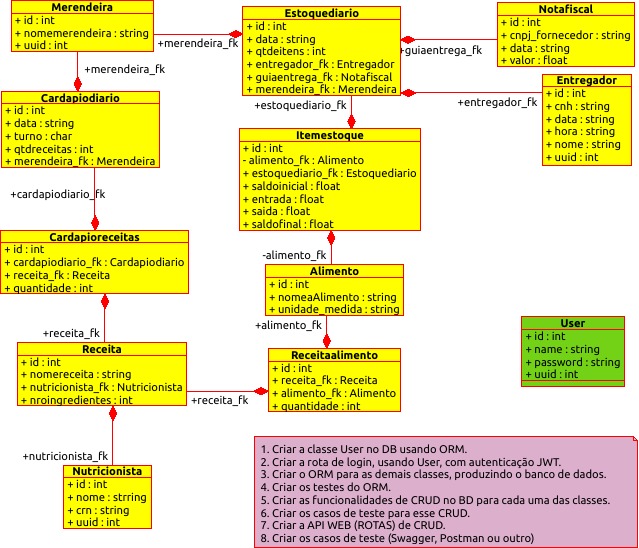 Merendeira
+ id : int
+ nomemerendeira : string
+ uuid : int
+merendeira_fk
+merendeira_fk
Estoquediario
+ id : int
+ data : string
+ qtdeitens : int
+ entregador_fk : Entregador
+ guiaentrega_fk : Notafiscal
+ merendeira_fk : Merendeira
+guiaentrega_fk
Notafiscal
+ id : int
+ cnpj_fornecedor : string
+ data : string
+ valor : float
+entregador_fk
Entregador
+ id : int
+ cnh : string
+ data : string
+ hora : string
+ nome : string
+ uuid : int
Cardapiodiario
+ id : int
+ data : string
+ turno : char
+ qtdreceitas : int
+ merendeira_fk : Merendeira
+estoquediario_fk
Itemestoque
+ id : int
- alimento_fk : Alimento
+ estoquediario_fk : Estoquediario
+ saldoinicial : float
+ entrada : float
+ saida : float
+ saldofinal : float
+cardapiodiario_fk
Cardapioreceitas
+ id : int
+ cardapiodiario_fk : Cardapiodiario
+ receita_fk : Receita
+ quantidade : int
-alimento_fk
Alimento
+ id : int
+ nomeaAlimento : string
+ unidade_medida : string
+alimento_fk
+receita_fk
Receita
+ id : int
+ nomereceita : string
+ nutricionista_fk : Nutricionista
+ nroingredientes : int
+receita_fk
Receitaalimento
+ id : int
+ receita_fk : Receita
+ alimento_fk : Alimento
+ quantidade : int
User
+ id : int
+ name : string
+ password : string
+ uuid : int
+nutricionista_fk
Nutricionista
+ id : int
+ nome : strring
+ crn : string
+ uuid : int
1. Criar a classe User no DB usando ORM.
2. Criar a rota de login, usando User, com autenticação JWT.
3. Criar o ORM para as demais classes, produzindo o banco de dados.
4. Criar os testes do ORM.
5. Criar as funcionalidades de CRUD no BD para cada uma das classes.
6. Criar os casos de teste para esse CRUD.
7. Criar a API WEB (ROTAS) de CRUD.
8. Criar os casos de teste (Swagger, Postman ou outro)